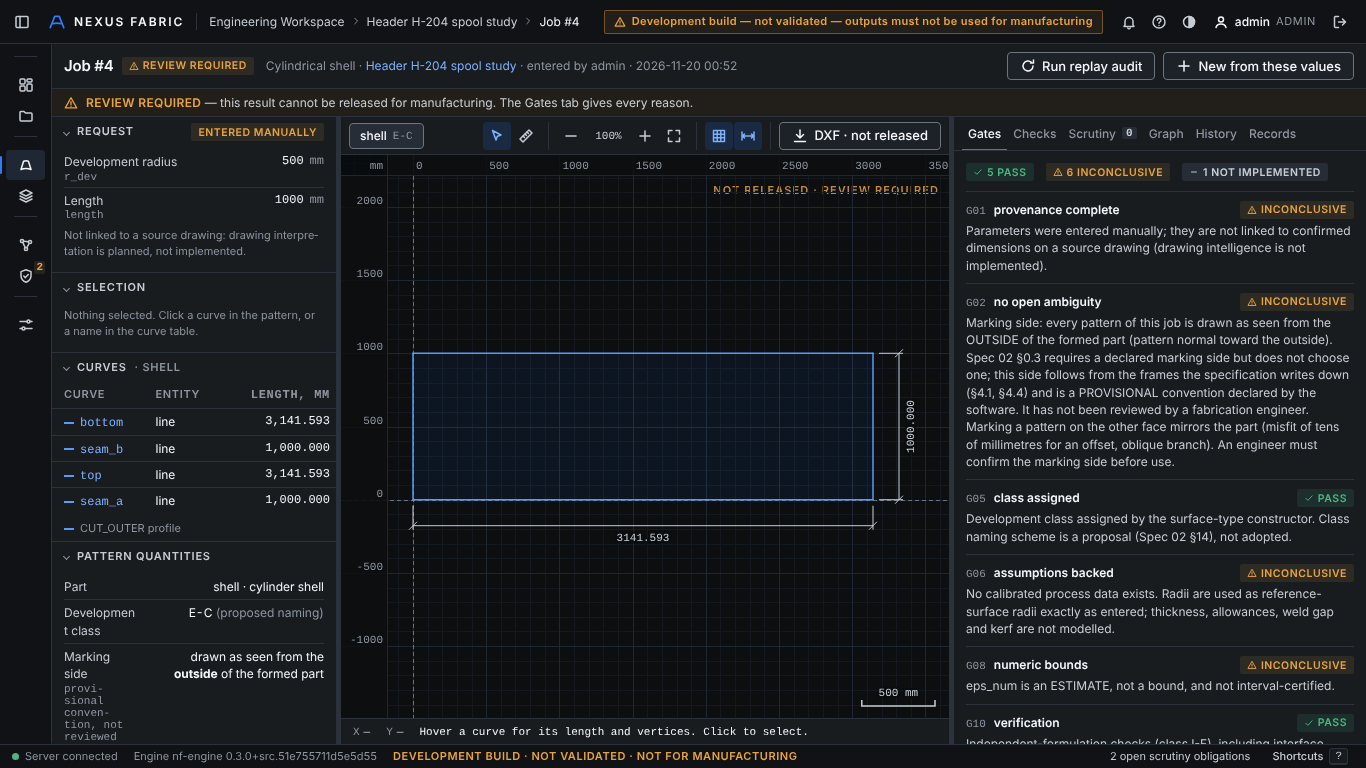 NEXUS FABRIC Engineering Workspace Header H-204 spool study Job #4 Development build — not validated — outputs must not be used for manufacturing admin ADMIN
Job #4 REVIEW REQUIRED Cylindrical shell · Header H-204 spool study · entered by admin · 2026-11-20 00:52 Run replay audit New from these values
REVIEW REQUIRED — this result cannot be released for manufacturing. The Gates tab gives every reason.
2
REQUEST ENTERED MANUALLY
Development radius 500 mm
r_dev
Length 1000 mm
length
Not linked to a source drawing: drawing interpre-
tation is planned, not implemented.
SELECTION
Nothing selected. Click a curve in the pattern, or
a name in the curve table.
CURVES · SHELL
CURVE ENTITY LENGTH, MM
bottom line 3,141.593
seam_b line 1,000.000
top line 3,141.593
seam_a line 1,000.000
CUT_OUTER profile
PATTERN QUANTITIES
Part shell · cylinder shell
Developmen E-C (proposed naming)
t class
Marking drawn as seen from the
side outside of the formed part
provi-
sional
conven-
tion, not
reviewed
shell E-C 100% DXF · not released
mm 0 500 1000 1500 2000 2500 3000 350
NOT RELEASED · REVIEW REQUIRED
2000
1500
1000
500
0
-500
-1000
1000.000
3141.593
500 mm
X — Y — Hover a curve for its length and vertices. Click to select.
Gates Checks Scrutiny 0 Graph History Records
5 PASS 6 INCONCLUSIVE 1 NOT IMPLEMENTED
G01 provenance complete INCONCLUSIVE
Parameters were entered manually; they are not linked to confirmed
dimensions on a source drawing (drawing intelligence is not
implemented).
G02 no open ambiguity INCONCLUSIVE
Marking side: every pattern of this job is drawn as seen from the
OUTSIDE of the formed part (pattern normal toward the outside).
Spec 02 §0.3 requires a declared marking side but does not choose
one; this side follows from the frames the specification writes down
(§4.1, §4.4) and is a PROVISIONAL convention declared by the
software. It has not been reviewed by a fabrication engineer.
Marking a pattern on the other face mirrors the part (misfit of tens
of millimetres for an offset, oblique branch). An engineer must
confirm the marking side before use.
G05 class assigned PASS
Development class assigned by the surface-type constructor. Class
naming scheme is a proposal (Spec 02 §14), not adopted.
G06 assumptions backed INCONCLUSIVE
No calibrated process data exists. Radii are used as reference-
surface radii exactly as entered; thickness, allowances, weld gap
and kerf are not modelled.
G08 numeric bounds INCONCLUSIVE
eps_num is an ESTIMATE, not a bound, and not interval-certified.
G10 verification PASS
Independent-formulation checks (class I-F), including interface
Server connected Engine nf-engine 0.3.0+src.51e755711d5e5d55 DEVELOPMENT BUILD · NOT VALIDATED · NOT FOR MANUFACTURING 2 open scrutiny obligations Shortcuts ?